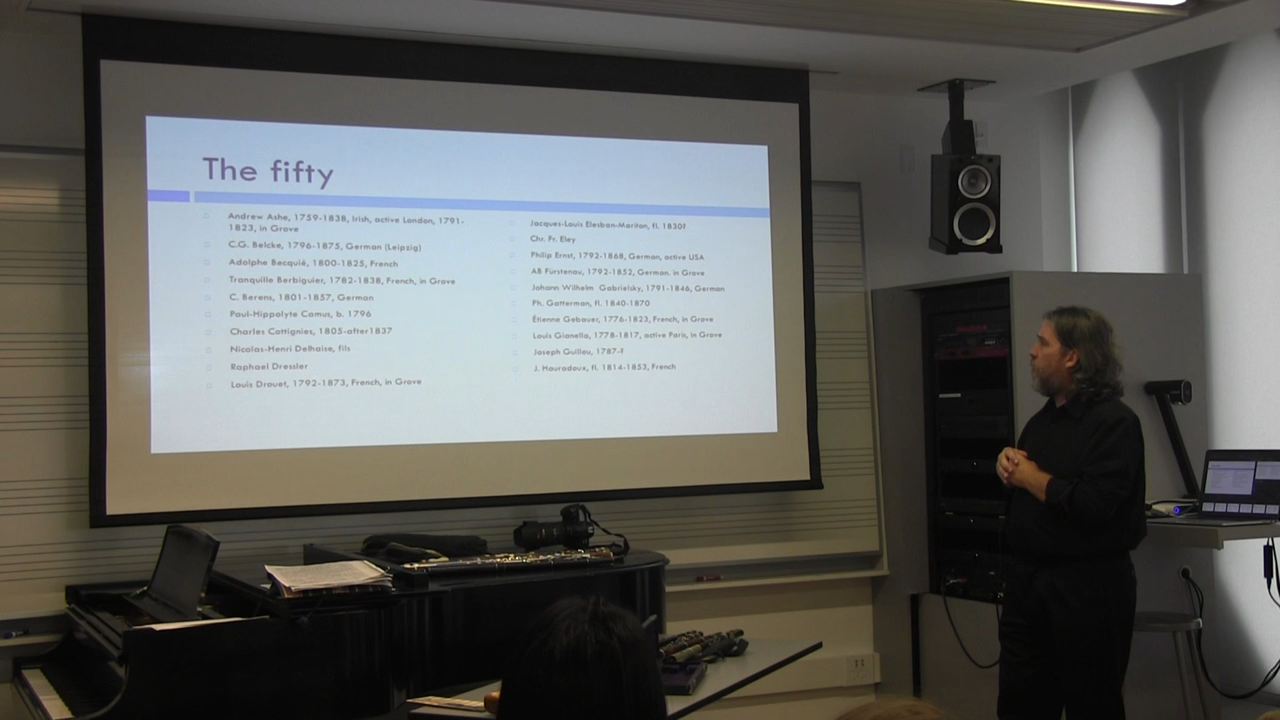 The fifty
Andrew Ashe, 1759-1838, Irish, active London, 1791-
1823, in Grove
C.G. Belcke, 1796-1875, German (Leipzig)
Adolphe Becquié, 1800-1825, French
Tranquille Berbiguier, 1782-1838, French, in Grove
C. Berens, 1801-1857, German
Paul-Hippolyte Camus, b. 1796
Charles Cottignies, 1805-after1837
Nicolas-Henri Delhaise, fils
Raphael Dressler
Louis Drouet, 1792-1873, French, in Grove
Jacques-Louis Elesban-Mariton, fl. 1830?
Chr. Fr. Eley
Philip Ernst, 1792-1868, German, active USA
AB Fürstenau, 1792-1852, German. in Grove
Johann Wilhelm Gabrielsky, 1791-1846, German
Ph. Gatterman, fl. 1840-1870
Étienne Gebauer, 1776-1823, French, in Grove
Louis Gianella, 1778-1817, active Paris, in Grove
Joseph Guillou, 1787-?
J. Hauradoux, fl. 1814-1853, French